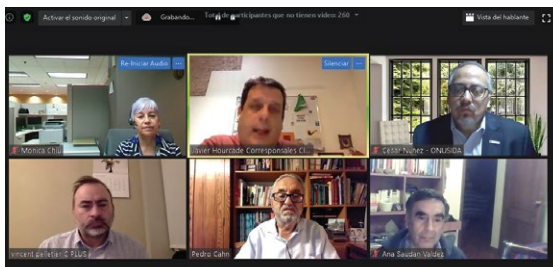 Activar el sonido original
Grabando...
Total de participantes que no tienen video: 260
Vista del hablante
Re-Iniciar Audio
Silenciar
Monica Chiu
Javier Hourcade Corresponsales Cl...
César Nuñez - ONUSIDA
vincent pelletier C PLUS
Pedro Cahn
Ana Saudan Valdez